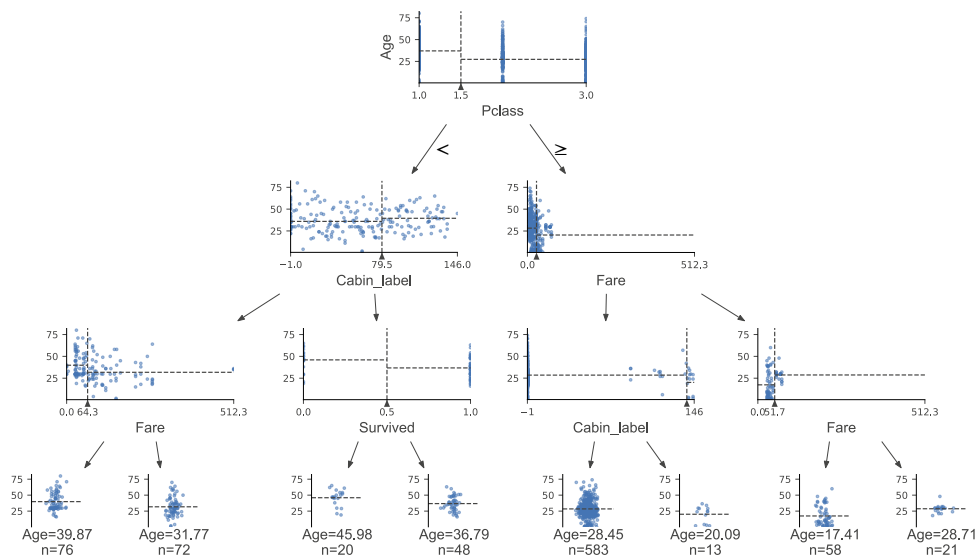 75
50
25
Age
1.0 1.5 3.0
Pclass
< ≥
75
50
25
−1.0 79.5 146.0
Cabin_label
75
50
25
0.0 512.3
Fare
75
50
25
0.0 64.3 512.3
Fare
75
50
25
0.0 0.5 1.0
Survived
75
50
25
−1 146
Cabin_label
75
50
25
0.0 51.7 512.3
Fare
75
50
25
Age=39.87
n=76
75
50
25
Age=31.77
n=72
75
50
25
Age=45.98
n=20
75
50
25
Age=36.79
n=48
75
50
25
Age=28.45
n=583
75
50
25
Age=20.09
n=13
75
50
25
Age=17.41
n=58
75
50
25
Age=28.71
n=21